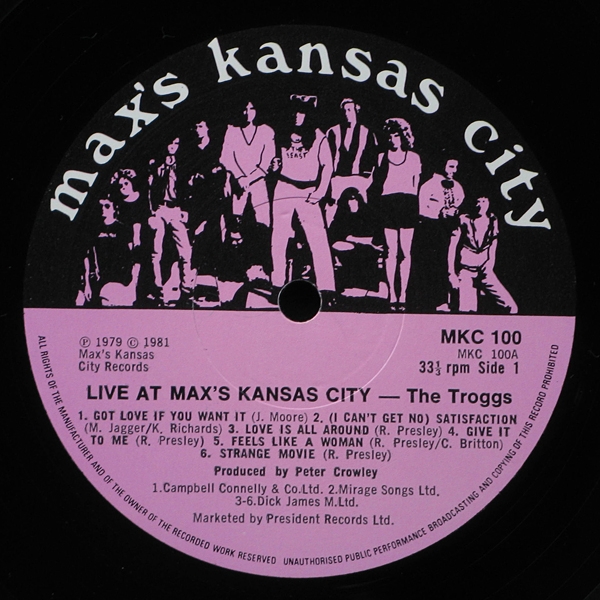 max's kansas city
BEAST
℗ 1979 © 1981
Max's Kansas
City Records
MKC 100
MKC 100A
33⅓ rpm Side 1
LIVE AT MAX'S KANSAS CITY — The Troggs
1. GOT LOVE IF YOU WANT IT (J. Moore) 2. (I CAN'T GET NO) SATISFACTION
(M. Jagger/K. Richards) 3. LOVE IS ALL AROUND (R. Presley) 4. GIVE IT
TO ME (R. Presley) 5. FEELS LIKE A WOMAN (R. Presley/C. Britton)
6. STRANGE MOVIE (R. Presley)
Produced by Peter Crowley
1.Campbell Connelly & Co.Ltd. 2.Mirage Songs Ltd.
3-6.Dick James M.Ltd.
Marketed by President Records Ltd.
ALL RIGHTS OF THE MANUFACTURER AND OF THE OWNER OF THE RECORDED WORK RESERVED UNAUTHORISED PUBLIC PERFORMANCE BROADCASTING AND COPYING OF THIS RECORD PROHIBITED